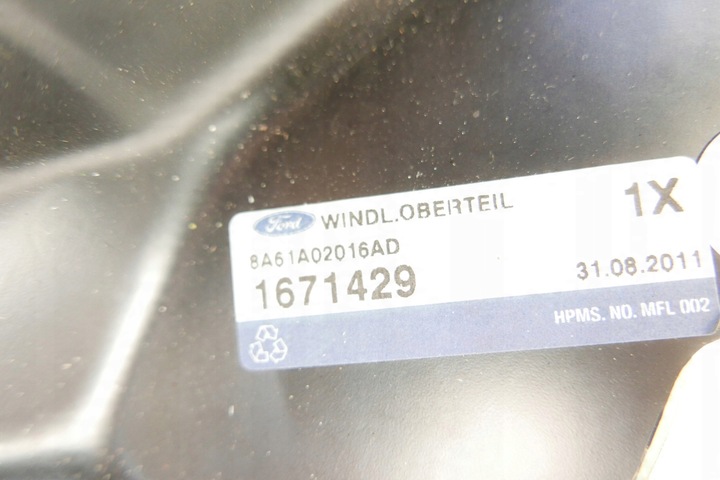 Ford WINDL.OBERTEIL 1X
8A61A02016AD
1671429 31.08.2011
HPMS. NO. MFL 002